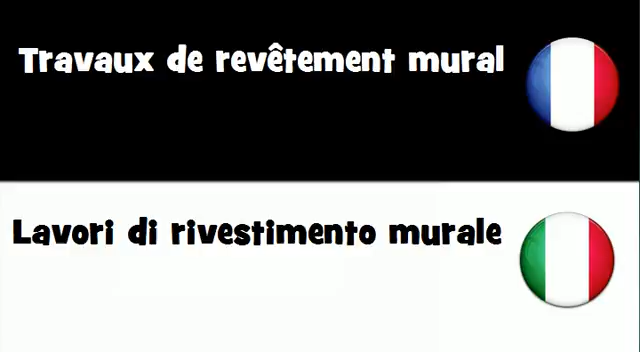 Travaux de revêtement mural
Lavori di rivestimento murale